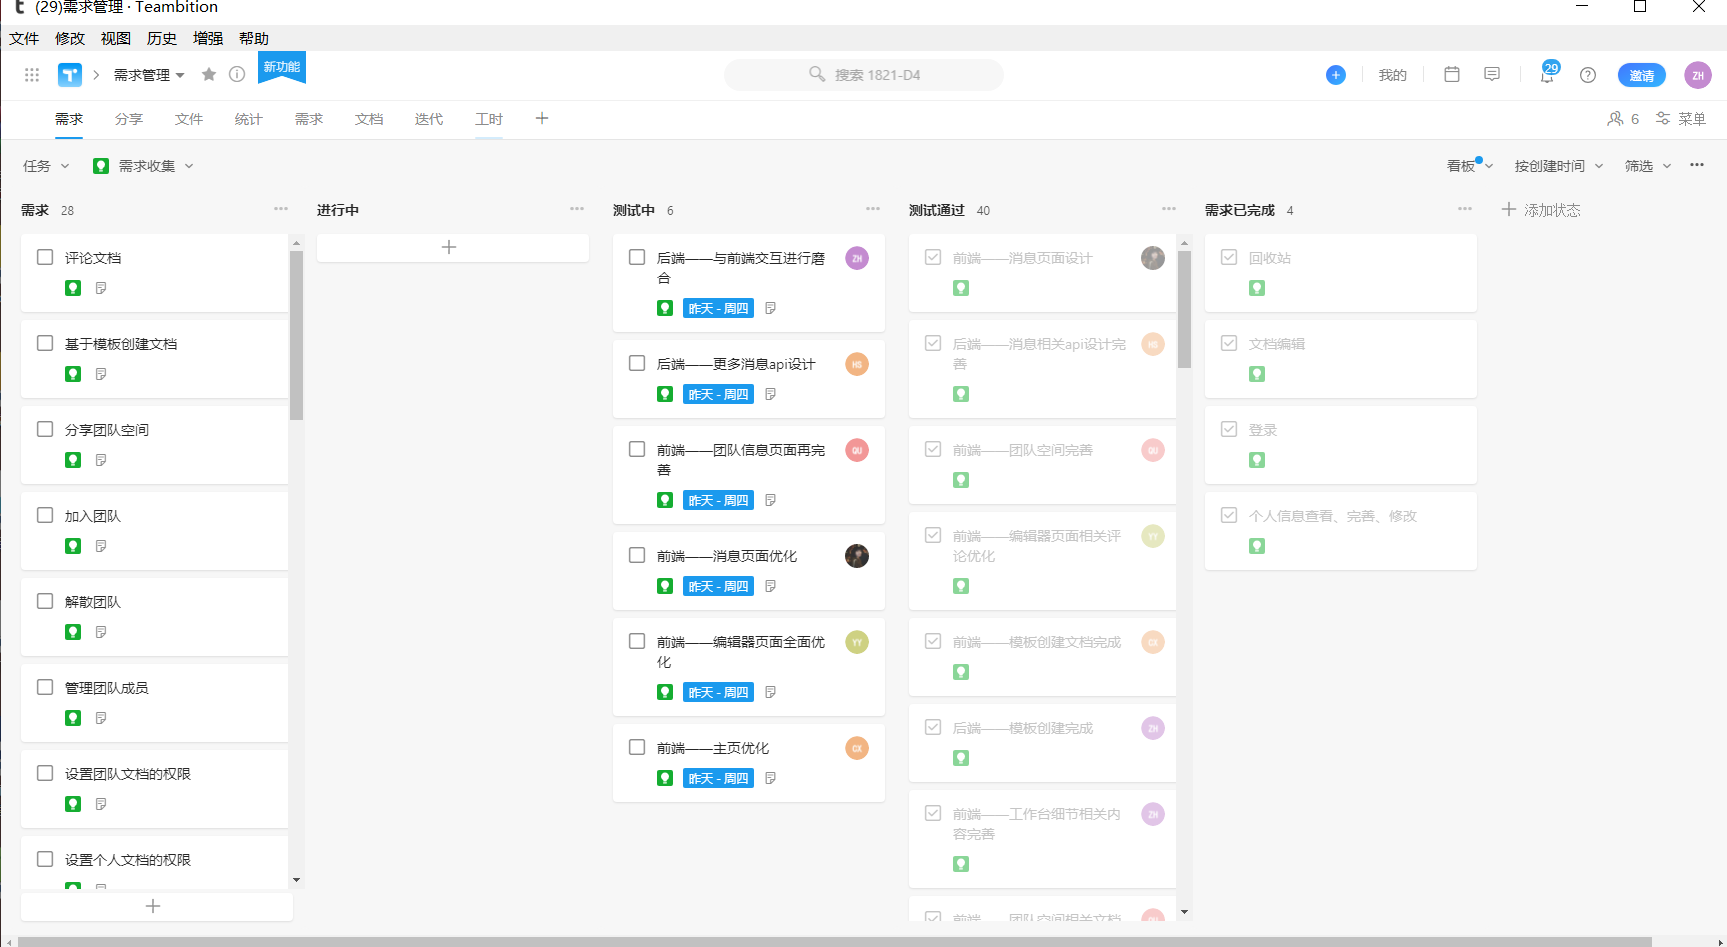 (29)需求管理 · Teambition
文件 修改 视图 历史 增强 帮助
需求管理
新功能
搜索 1821-D4
我的
29
邀请
ZH
需求 分享 文件 统计 需求 文档 迭代 工时
6 菜单
任务 需求收集
看板 按创建时间 筛选
需求 28
评论文档
基于模板创建文档
分享团队空间
加入团队
解散团队
管理团队成员
设置团队文档的权限
设置个人文档的权限
进行中
测试中 6
后端——与前端交互进行磨
合
ZH
昨天 - 周四
后端——更多消息api设计
HS
昨天 - 周四
前端——团队信息页面再完
善
QU
昨天 - 周四
前端——消息页面优化
昨天 - 周四
前端——编辑器页面全面优
化
YY
昨天 - 周四
前端——主页优化
CX
昨天 - 周四
测试通过 40
前端——消息页面设计
后端——消息相关api设计完
善
HS
前端——团队空间完善
QU
前端——编辑器页面相关评
论优化
YY
前端——模板创建文档完成
CX
后端——模板创建完成
ZH
前端——工作台细节相关内
容完善
ZH
前端——团队空间相关文档
需求已完成 4
回收站
文档编辑
登录
个人信息查看、完善、修改
添加状态